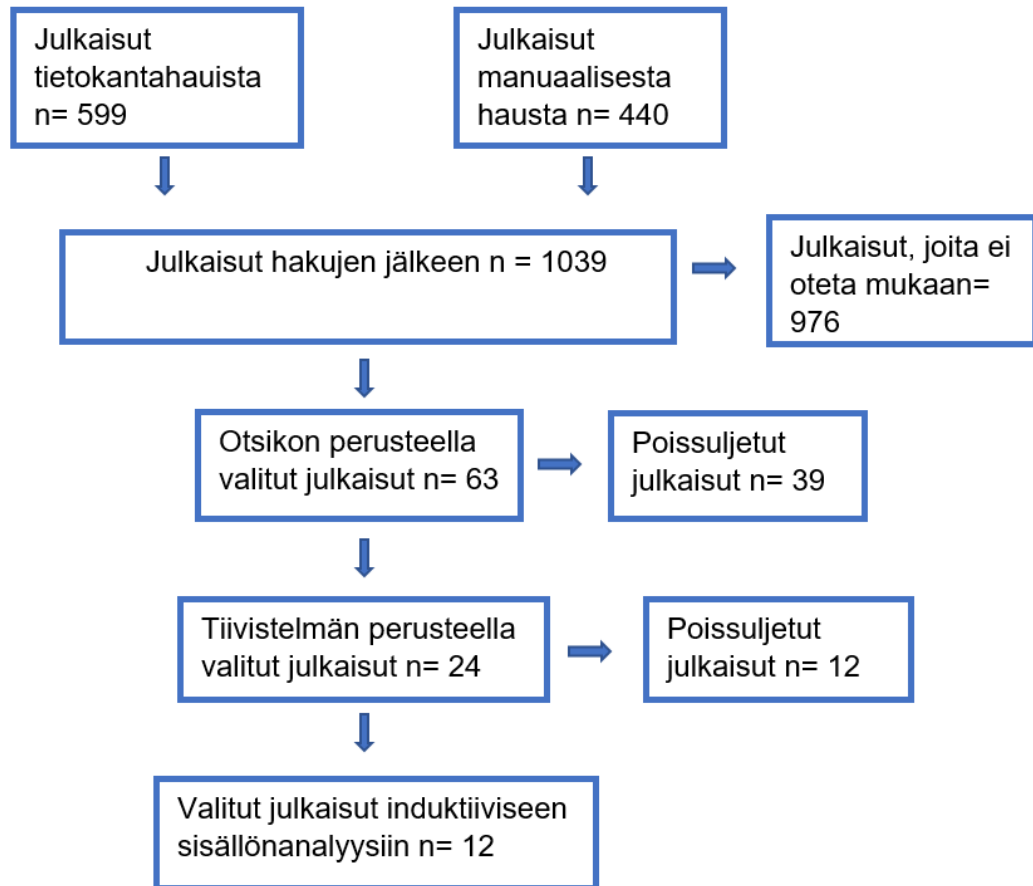 Julkaisut
tietokantahauista
n= 599
Julkaisut
manuaalisesta
hausta n= 440
Julkaisut hakujen jälkeen n = 1039
Julkaisut, joita ei
oteta mukaan=
976
Otsikon perusteella
valitut julkaisut n= 63
Poissuljetut
julkaisut n= 39
Tiivistelmän perusteella
valitut julkaisut n= 24
Poissuljetut
julkaisut n= 12
Valitut julkaisut induktiiviseen
sisällönanalyysiin n= 12